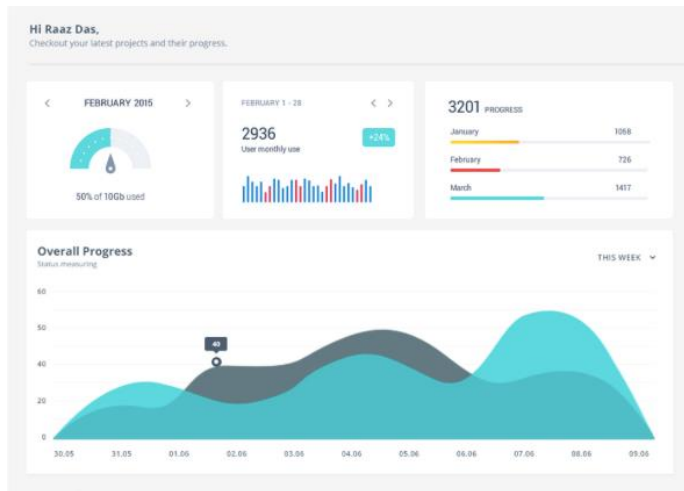 Hi Raaz Das,
Checkout your latest projects and their progress.
< FEBRUARY 2015 >
50% of 10Gb used
FEBRUARY 1 - 28 < >
2936
User monthly use
+24%
3201 PROGRESS
January 1068
February 726
March 1417
Overall Progress
Status measuring
THIS WEEK
60
50
40
20
0
40
30.05 31.05 01.06 02.06 03.06 04.06 05.06 06.06 07.06 08.06 09.06